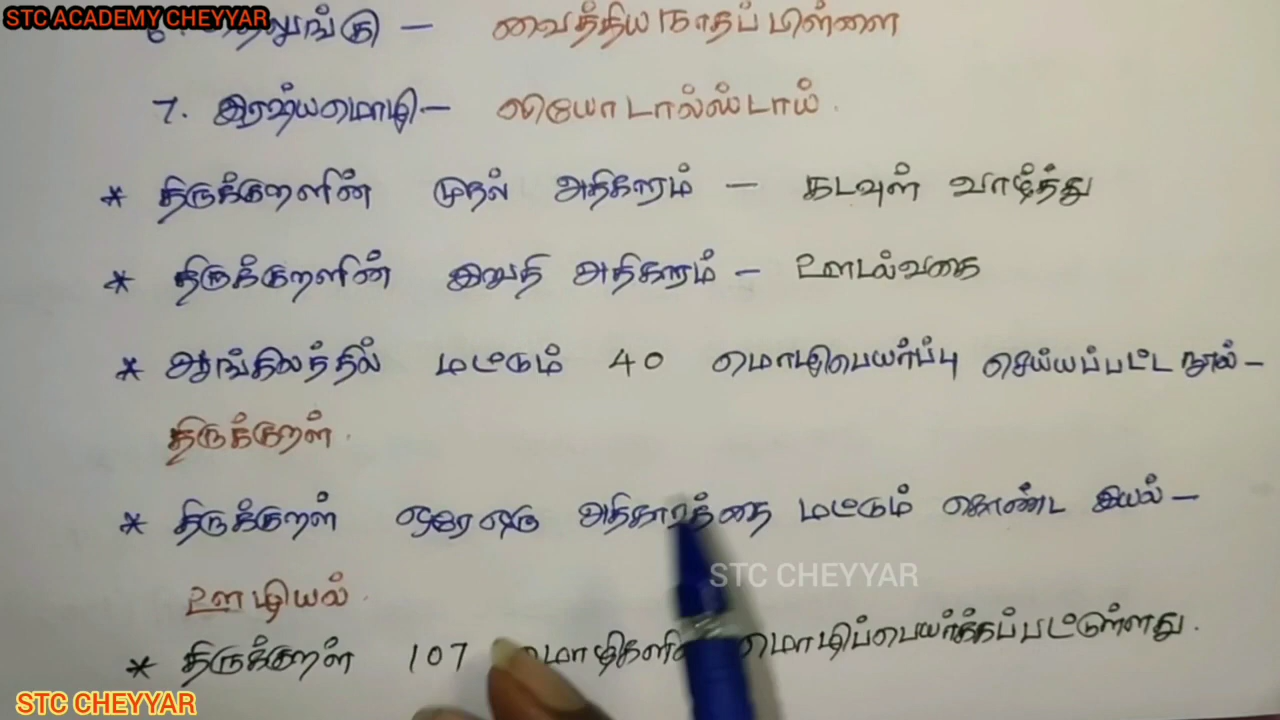 STC ACADEMY CHEYYAR
வைத்தியநாதப் பிள்ளை
7. இரஷ்யமொழி – லியோ டால்ஸ்டாய்.
* திருக்குறளின் முதல் அதிகாரம் – கடவுள் வாழ்த்து
* திருக்குறளின் இறுதி அதிகாரம் – ஊடல்வகை
* ஆங்கிலத்தில் மட்டும் 40 மொழிபெயர்ப்பு செய்யப்பட்ட நூல் –
திருக்குறள்.
* திருக்குறள் ஒரே ஒரு அதிகாரத்தை மட்டும் கொண்ட இயல் –
ஊழியல்.
STC CHEYYAR
* திருக்குறள் 107 மொழிப்பெயர்க்கப்பட்டுள்ளது.
STC CHEYYAR